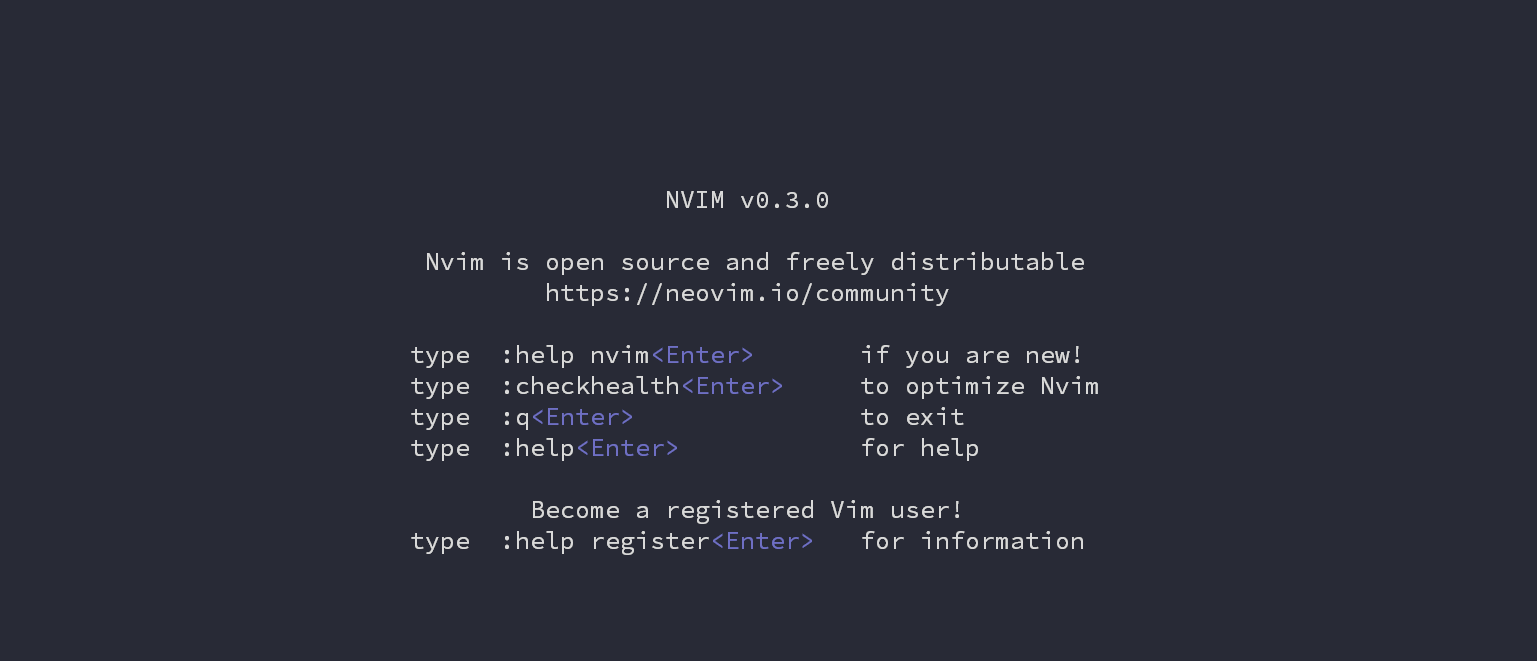 NVIM v0.3.0
Nvim is open source and freely distributable
https://neovim.io/community
type  :help nvim<Enter>       if you are new!
type  :checkhealth<Enter>     to optimize Nvim
type  :q<Enter>               to exit
type  :help<Enter>            for help
Become a registered Vim user!
type  :help register<Enter>   for information